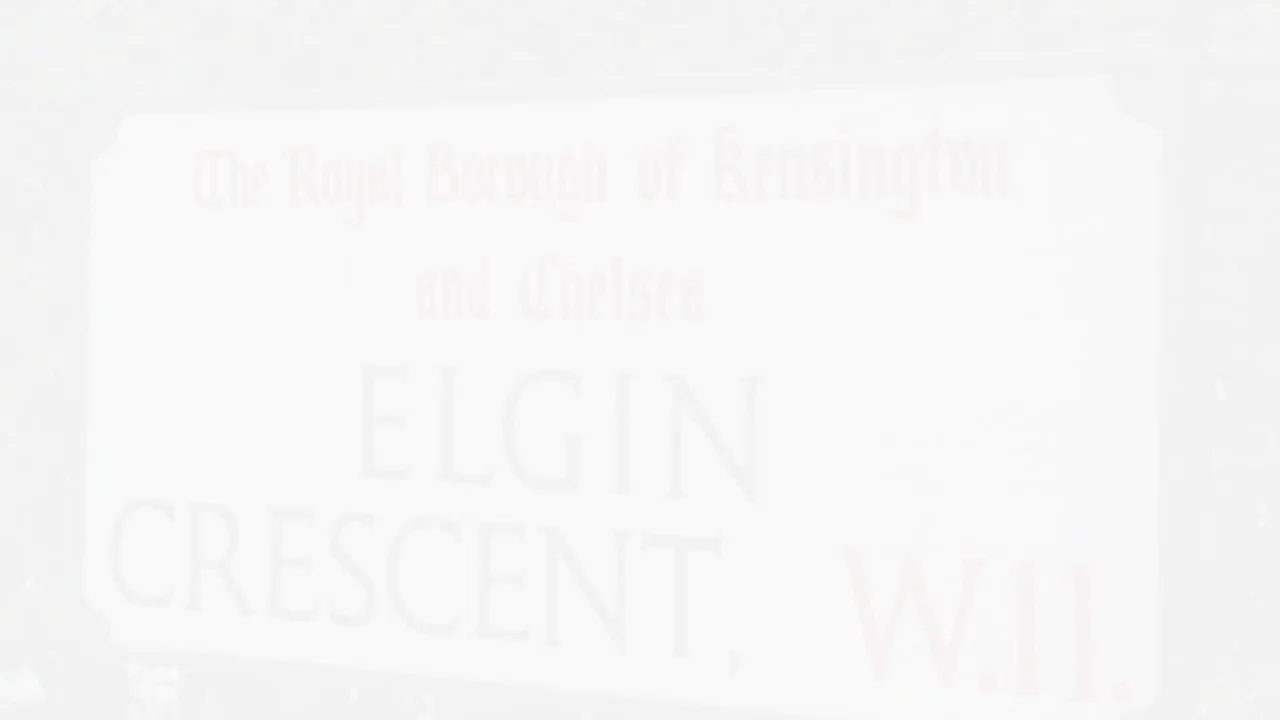 The Royal Borough of Kensington
and Chelsea
ELGIN
CRESCENT, W.11.